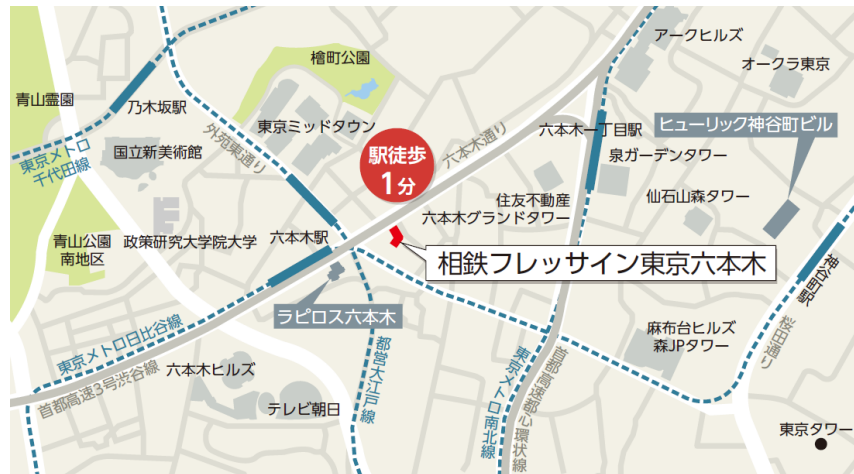 アークヒルズ
檜町公園
オークラ東京
青山霊園
乃木坂駅
東京ミッドタウン
六本木通り
六本木一丁目駅
ヒューリック神谷町ビル
外苑東通り
東京メトロ
千代田線
国立新美術館
駅徒歩
1分
泉ガーデンタワー
住友不動産
六本木グランドタワー
仙石山森タワー
青山公園
南地区
政策研究大学院大学
六本木駅
相鉄フレッサイン東京六本木
神谷町駅
ラピロス六本木
桜田通り
麻布台ヒルズ
森JPタワー
東京メトロ日比谷線
首都高速3号渋谷線
六本木ヒルズ
都営大江戸線
東京メトロ南北線
首都高速都心環状線
テレビ朝日
東京タワー